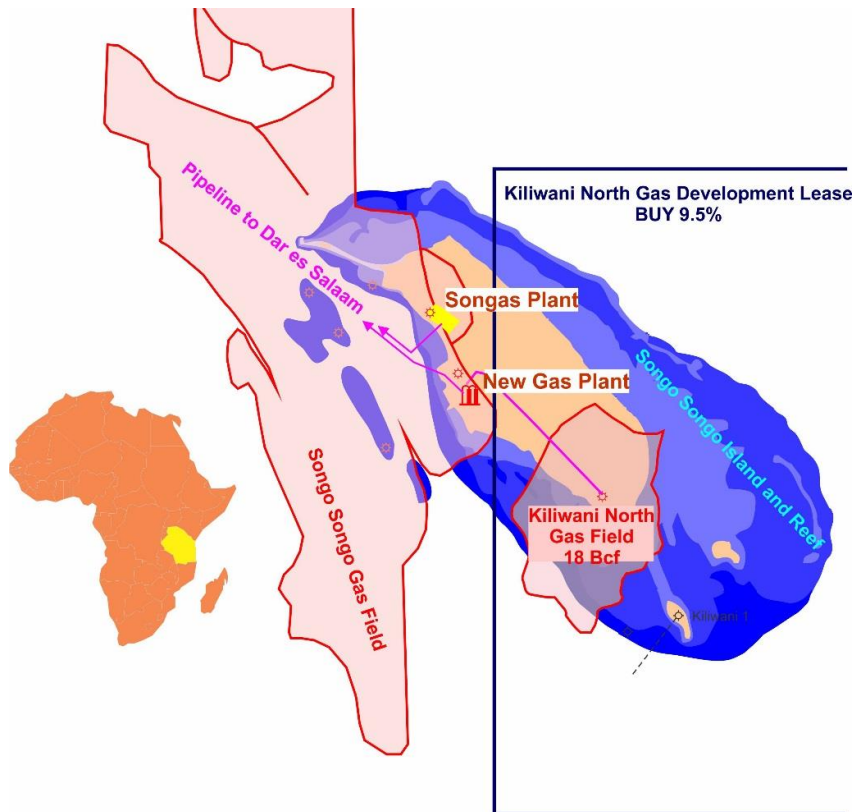 Kiliwani North Gas Development Lease
BUY 9.5%
Pipeline to Dar es Salaam
Songas Plant
New Gas Plant
Songo Songo Island and Reef
Songo Songo Gas Field
Kiliwani North
Gas Field
18 Bcf
Kiliwani 1